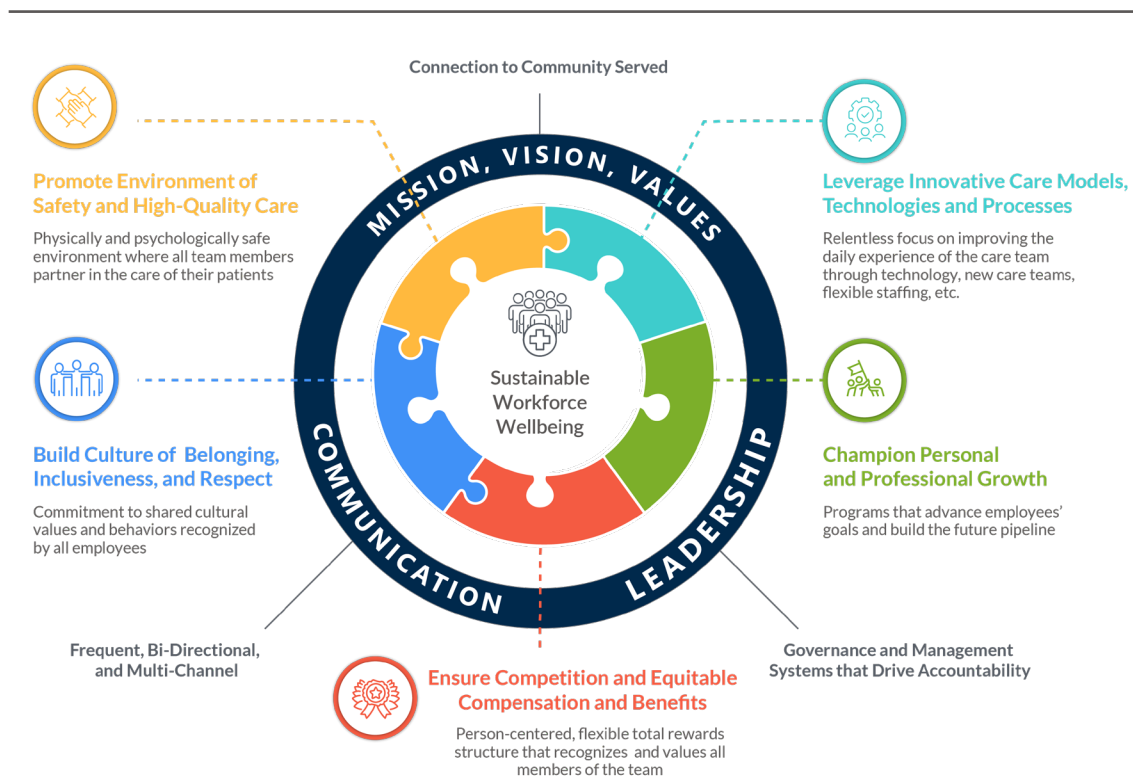 Connection to Community Served
MISSION, VISION, VALUES
Promote Environment of
Safety and High-Quality Care
Physically and psychologically safe
environment where all team members
partner in the care of their patients
Leverage Innovative Care Models,
Technologies and Processes
Relentless focus on improving the
daily experience of the care team
through technology, new care teams,
flexible staffing, etc.
Sustainable
Workforce
Wellbeing
Build Culture of Belonging,
Inclusiveness, and Respect
Commitment to shared cultural
values and behaviors recognized
by all employees
Champion Personal
and Professional Growth
Programs that advance employees'
goals and build the future pipeline
COMMUNICATION
LEADERSHIP
Frequent, Bi-Directional,
and Multi-Channel
Governance and Management
Systems that Drive Accountability
Ensure Competition and Equitable
Compensation and Benefits
Person-centered, flexible total rewards
structure that recognizes and values all
members of the team